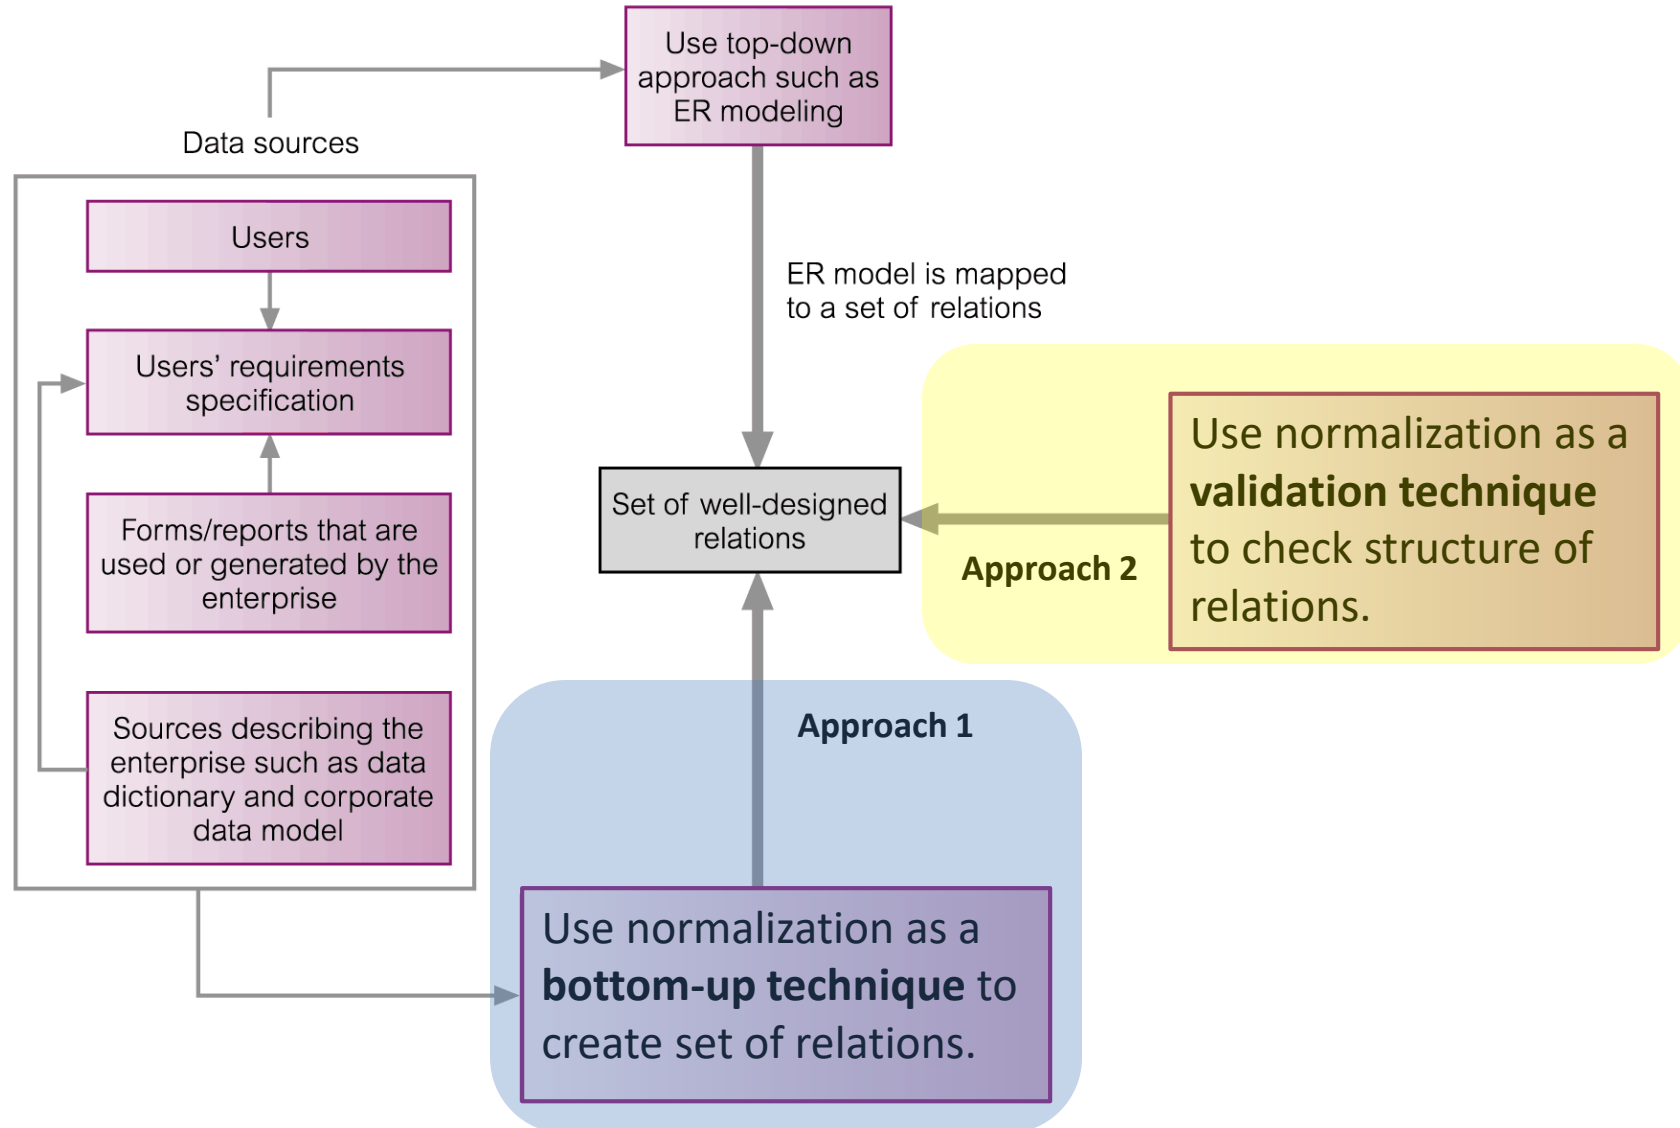 Use top-down
approach such as
ER modeling
Data sources
Users
ER model is mapped
to a set of relations
Users’ requirements
specification
Use normalization as a
validation technique
to check structure of
relations.
Set of well-designed
relations
Forms/reports that are
used or generated by the
enterprise
Approach 2
Approach 1
Sources describing the
enterprise such as data
dictionary and corporate
data model
Use normalization as a
bottom-up technique to
create set of relations.